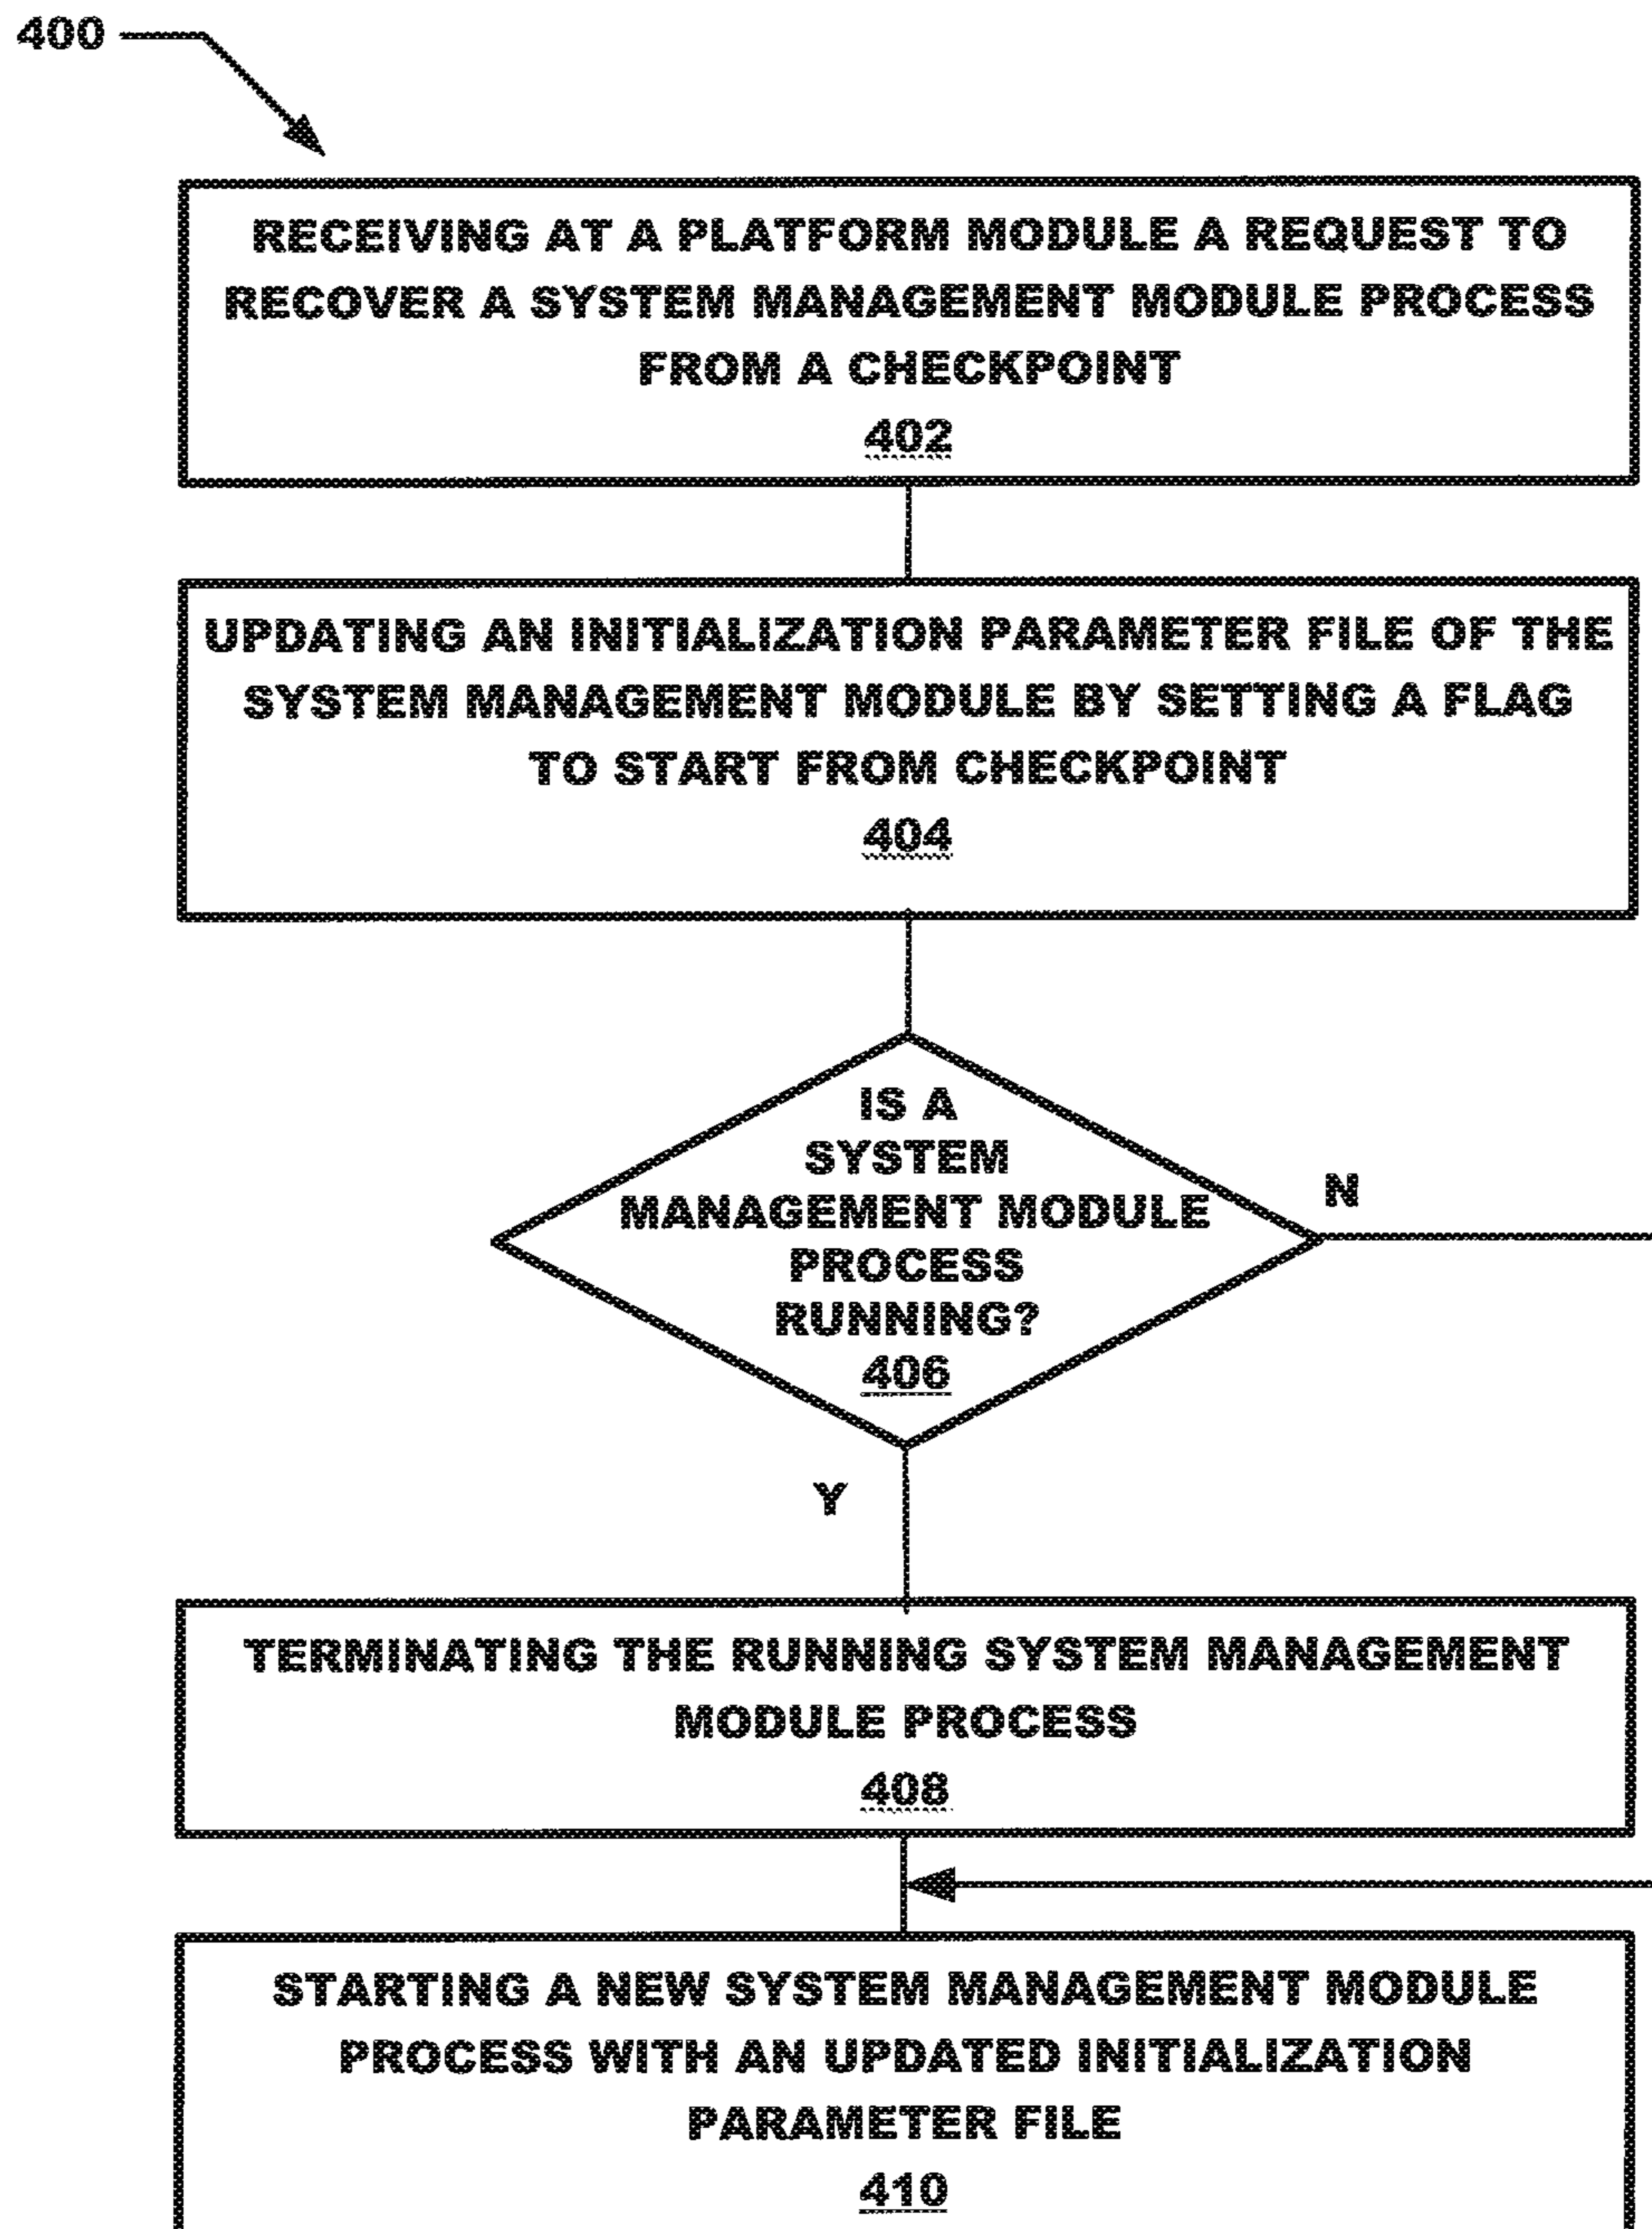 400
RECEIVING AT A PLATFORM MODULE A REQUEST TO
RECOVER A SYSTEM MANAGEMENT MODULE PROCESS
FROM A CHECKPOINT
402
UPDATING AN INITIALIZATION PARAMETER FILE OF THE
SYSTEM MANAGEMENT MODULE BY SETTING A FLAG
TO START FROM CHECKPOINT
404
IS A
SYSTEM
MANAGEMENT MODULE
PROCESS
RUNNING?
406
N
Y
TERMINATING THE RUNNING SYSTEM MANAGEMENT
MODULE PROCESS
408
STARTING A NEW SYSTEM MANAGEMENT MODULE
PROCESS WITH AN UPDATED INITIALIZATION
PARAMETER FILE
410